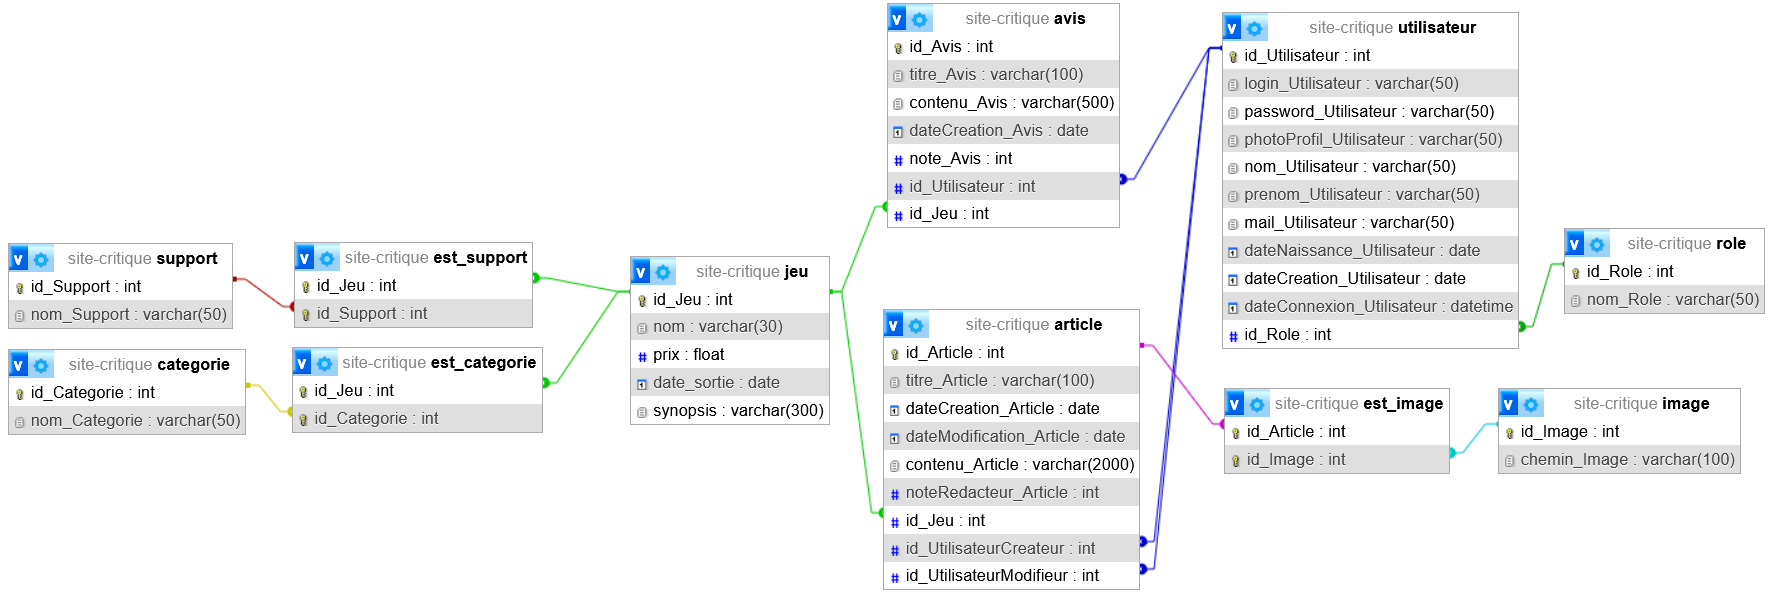 site-critique support
id_Support : int
nom_Support : varchar(50)
site-critique categorie
id_Categorie : int
nom_Categorie : varchar(50)
site-critique est_support
id_Jeu : int
id_Support : int
site-critique est_categorie
id_Jeu : int
id_Categorie : int
site-critique jeu
id_Jeu : int
nom : varchar(30)
prix : float
date_sortie : date
synopsis : varchar(300)
site-critique avis
id_Avis : int
titre_Avis : varchar(100)
contenu_Avis : varchar(500)
dateCreation_Avis : date
note_Avis : int
id_Utilisateur : int
id_Jeu : int
site-critique article
id_Article : int
titre_Article : varchar(100)
dateCreation_Article : date
dateModification_Article : date
contenu_Article : varchar(2000)
noteRedacteur_Article : int
id_Jeu : int
id_UtilisateurCreateur : int
id_UtilisateurModifieur : int
site-critique utilisateur
id_Utilisateur : int
login_Utilisateur : varchar(50)
password_Utilisateur : varchar(50)
photoProfil_Utilisateur : varchar(50)
nom_Utilisateur : varchar(50)
prenom_Utilisateur : varchar(50)
mail_Utilisateur : varchar(50)
dateNaissance_Utilisateur : date
dateCreation_Utilisateur : date
dateConnexion_Utilisateur : datetime
id_Role : int
site-critique est_image
id_Article : int
id_Image : int
site-critique role
id_Role : int
nom_Role : varchar(50)
site-critique image
id_Image : int
chemin_Image : varchar(100)